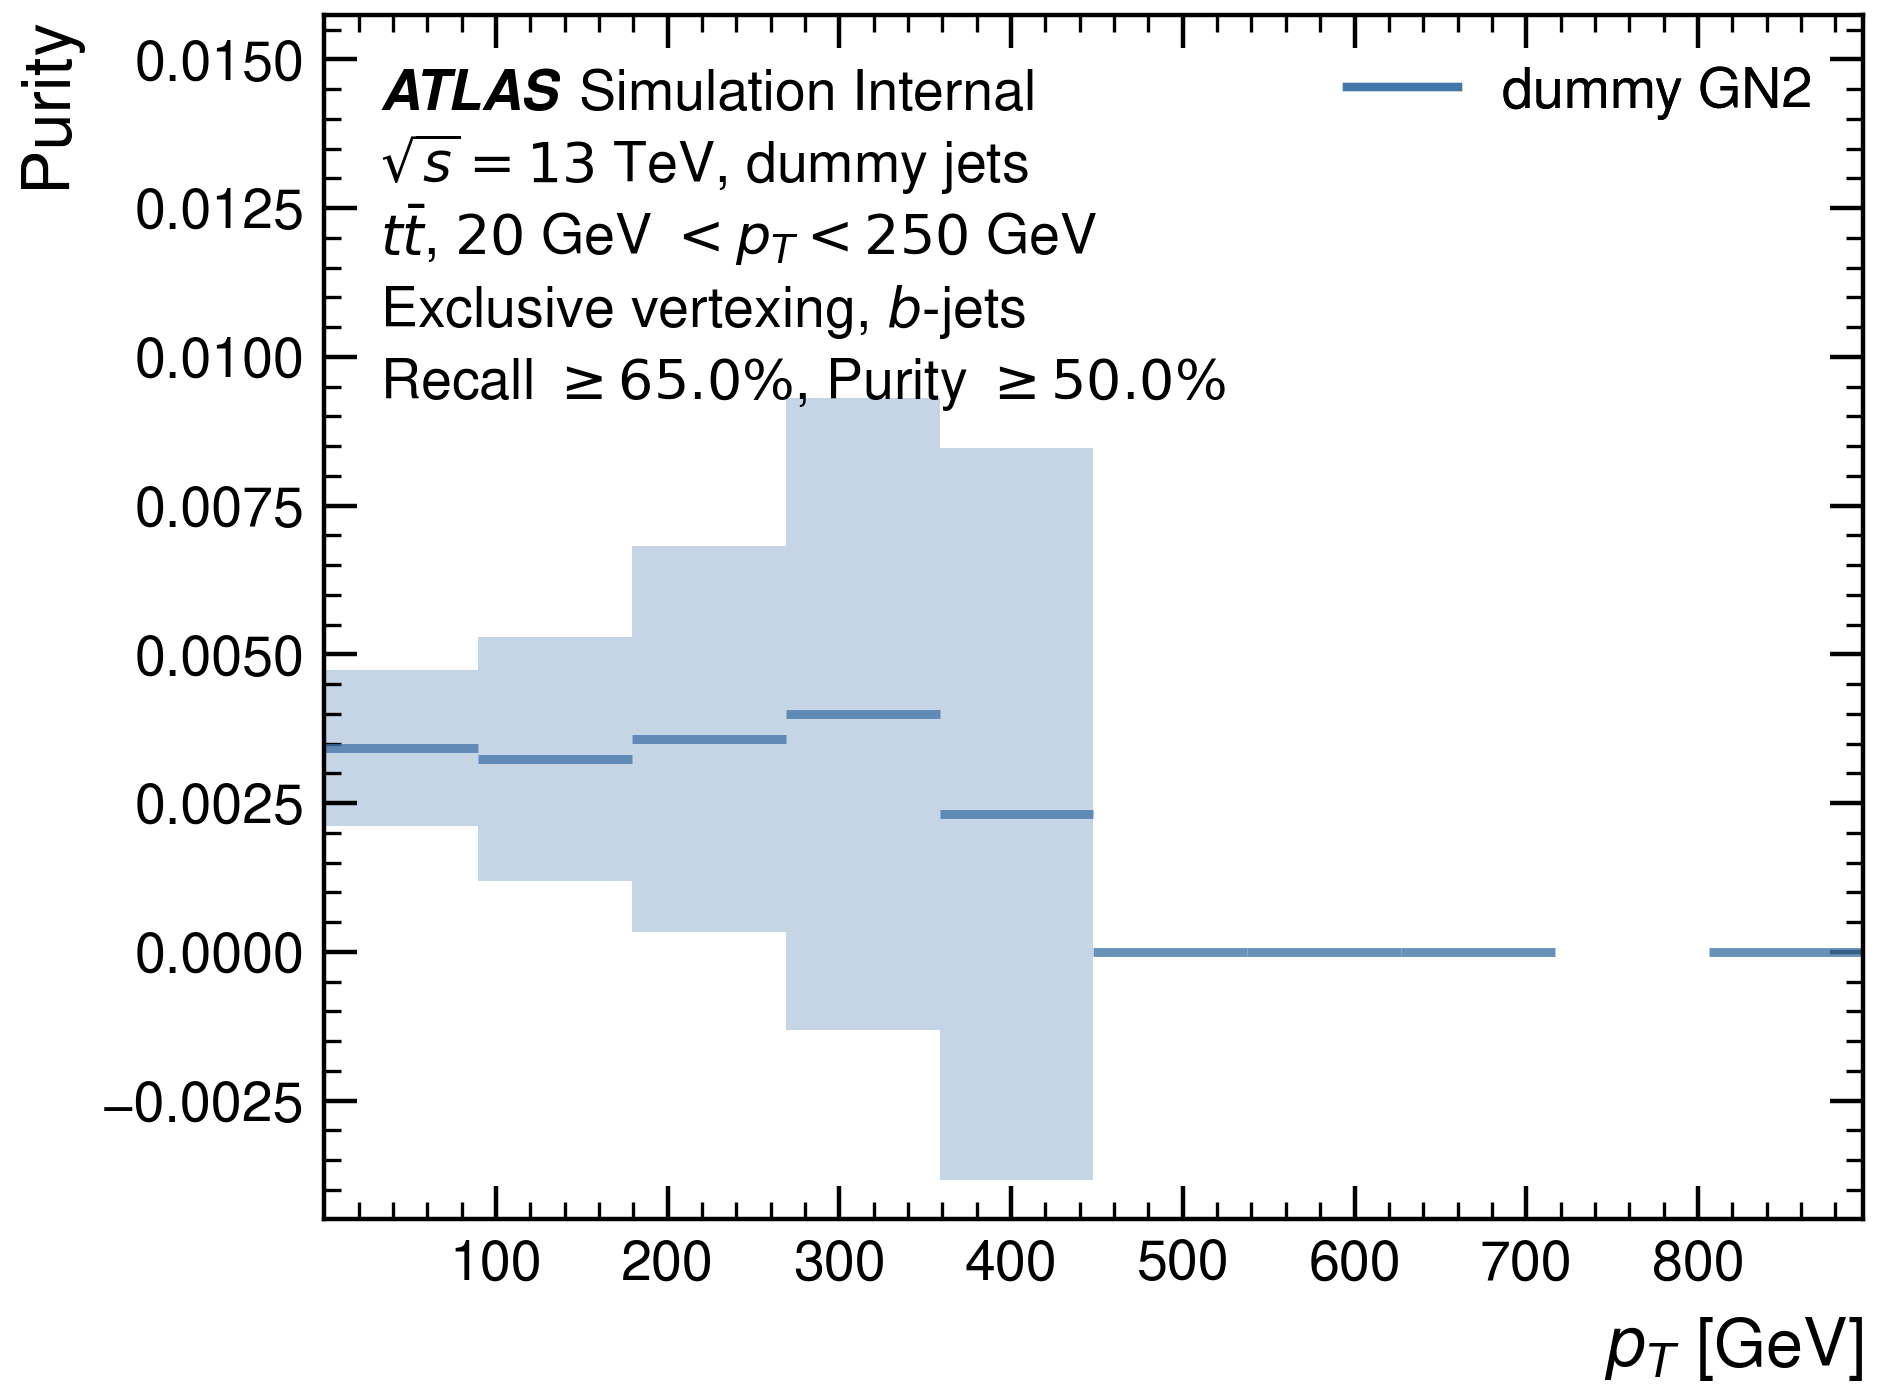 Purity
0.0150
0.0125
0.0100
0.0075
0.0050
0.0025
0.0000
−0.0025
ATLAS Simulation Internal
√s = 13 TeV, dummy jets
tt̄, 20 GeV < p_T < 250 GeV
Exclusive vertexing, b-jets
Recall ≥ 65.0%, Purity ≥ 50.0%
dummy GN2
100 200 300 400 500 600 700 800
p_T [GeV]